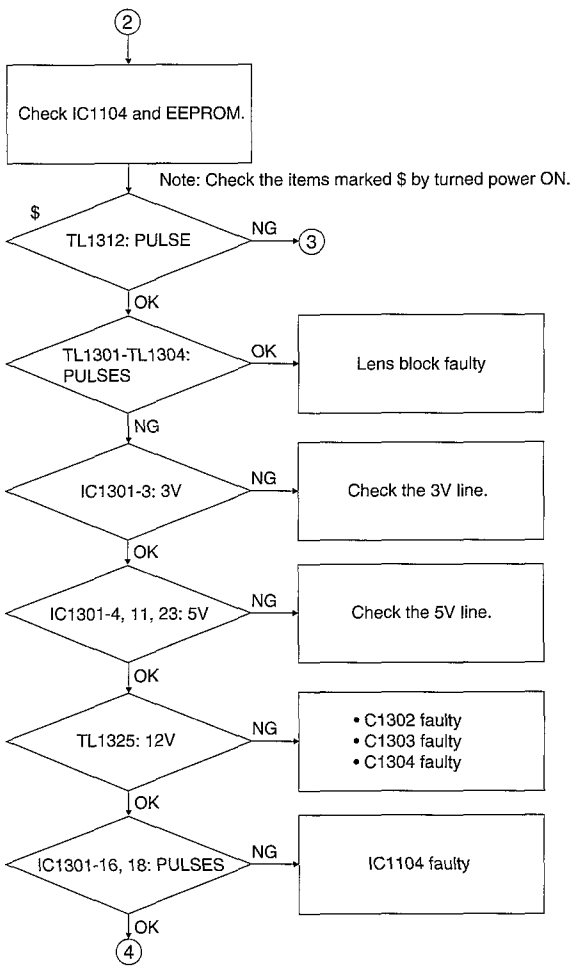 2
Check IC1104 and EEPROM.
Note: Check the items marked $ by turned power ON.
$
TL1312: PULSE
NG
3
OK
TL1301-TL1304:
PULSES
OK
Lens block faulty
NG
IC1301-3: 3V
NG
Check the 3V line.
OK
IC1301-4, 11, 23: 5V
NG
Check the 5V line.
OK
TL1325: 12V
NG
• C1302 faulty
• C1303 faulty
• C1304 faulty
OK
IC1301-16, 18: PULSES
NG
IC1104 faulty
OK
4